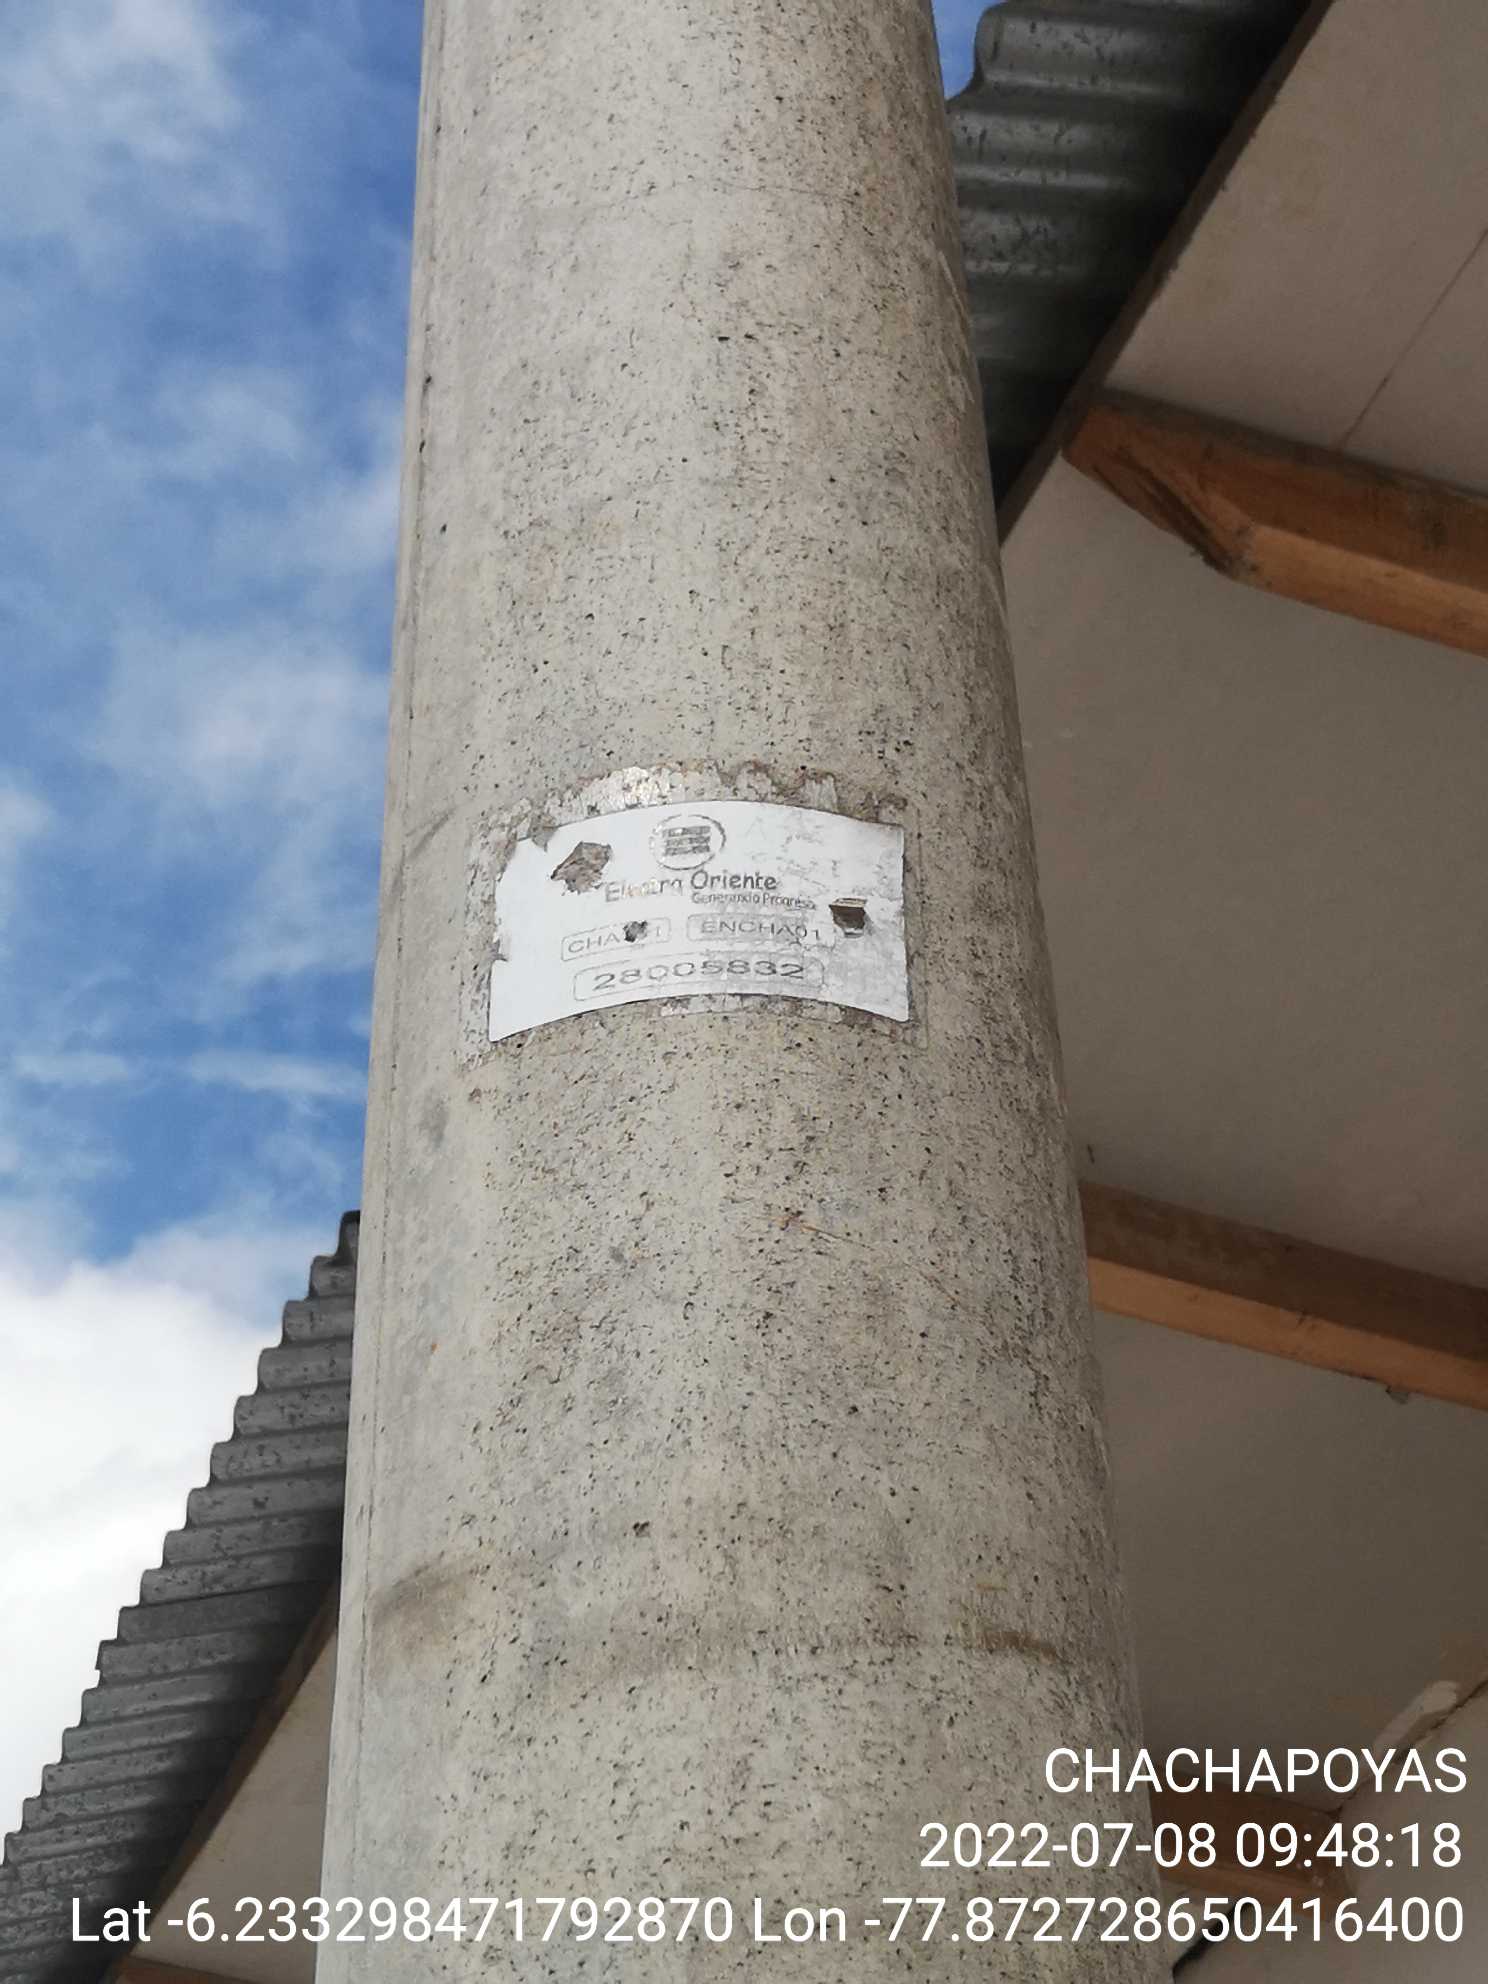 Electro Oriente
Generando Progreso
ENCHA01
28005832
CHACHAPOYAS
2022-07-08 09:48:18
Lat -6.233298471792870 Lon -77.872728650416400